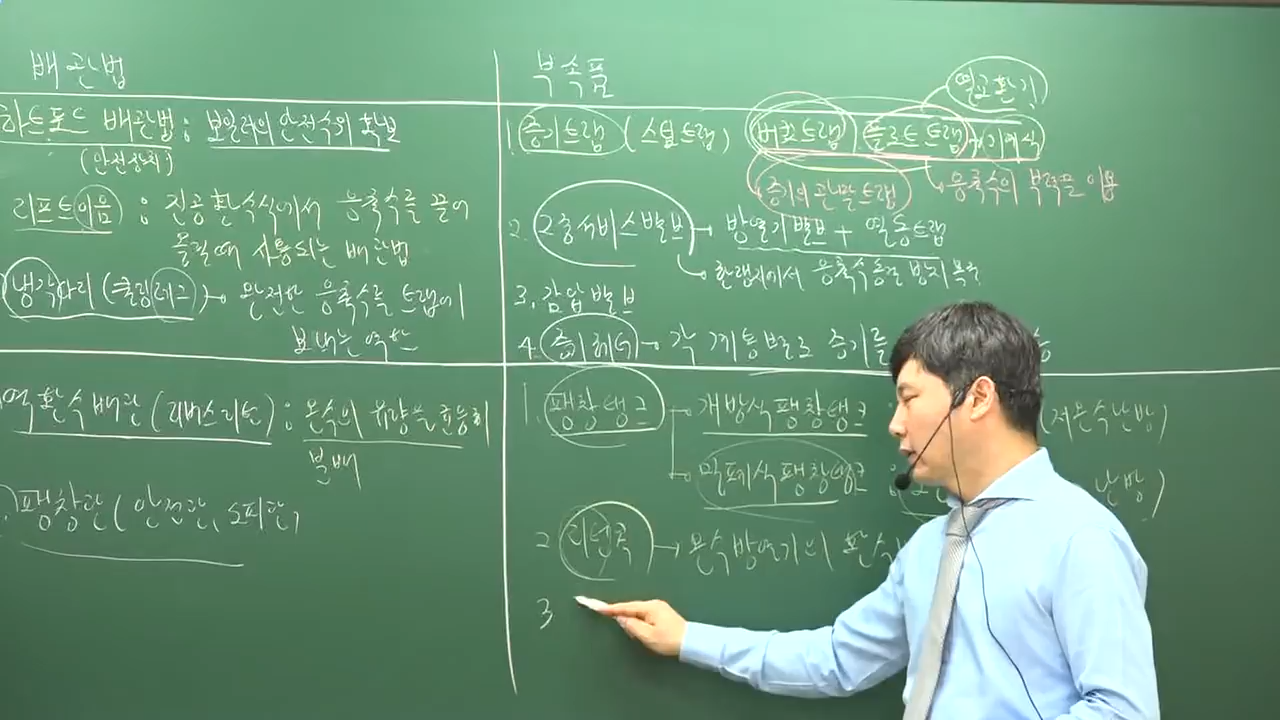 배관법
하트포드 배관법 : 보일러의 안전수위 확보
(안전장치)
리프트이음 : 진공환수식에서 응축수를 끌어
올릴때 사용되는 배관법
냉각다리 (쿨링레그) → 완전한 응축수를 트랩에
보내는 역할
역환수배관 (리버스리턴) : 온수의 유량을 균등히
분배
팽창관 (안전관, 도피관)
부속품
열교환기
1. 증기트랩 (스팀트랩) 버킷트랩, 플로트트랩
증기의 관말트랩 응축수의 부력을 이용
2. 2중서비스밸브 → 방열기밸브 + 열동트랩
→ 한랭지에서 응축수동결 방지 목적
3. 감압밸브
4. 증기헤더 → 각 계통별로 증기를
1. 팽창탱크 개방식팽창탱크 (저온수난방)
밀폐식팽창탱크 : 난방)
2 리턴콕 → 온수방열기의 환수
3